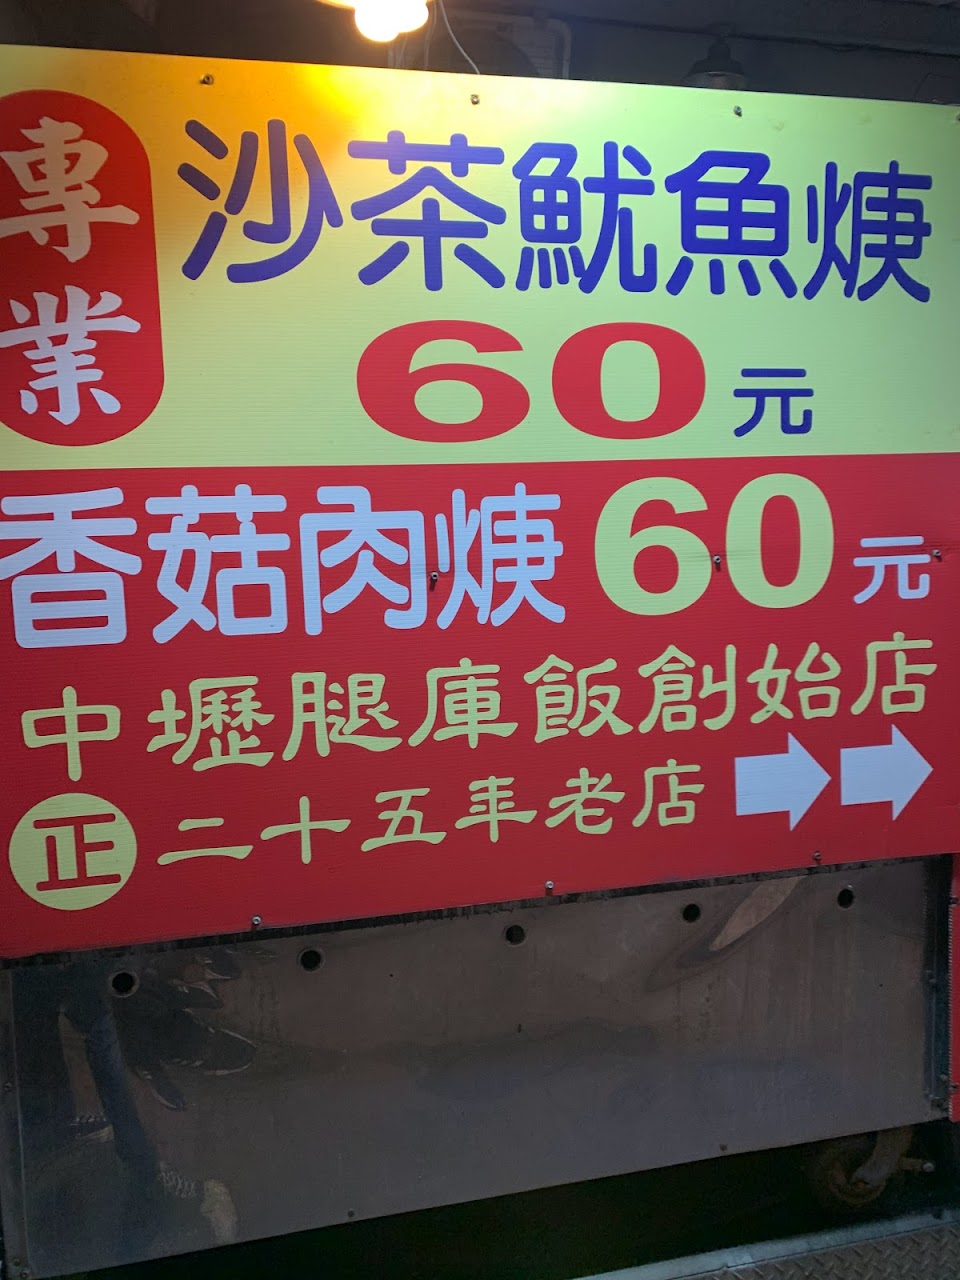 專業
沙茶魷魚焿
60元
香菇肉焿60元
中壢腿庫飯創始店
正 二十五年老店